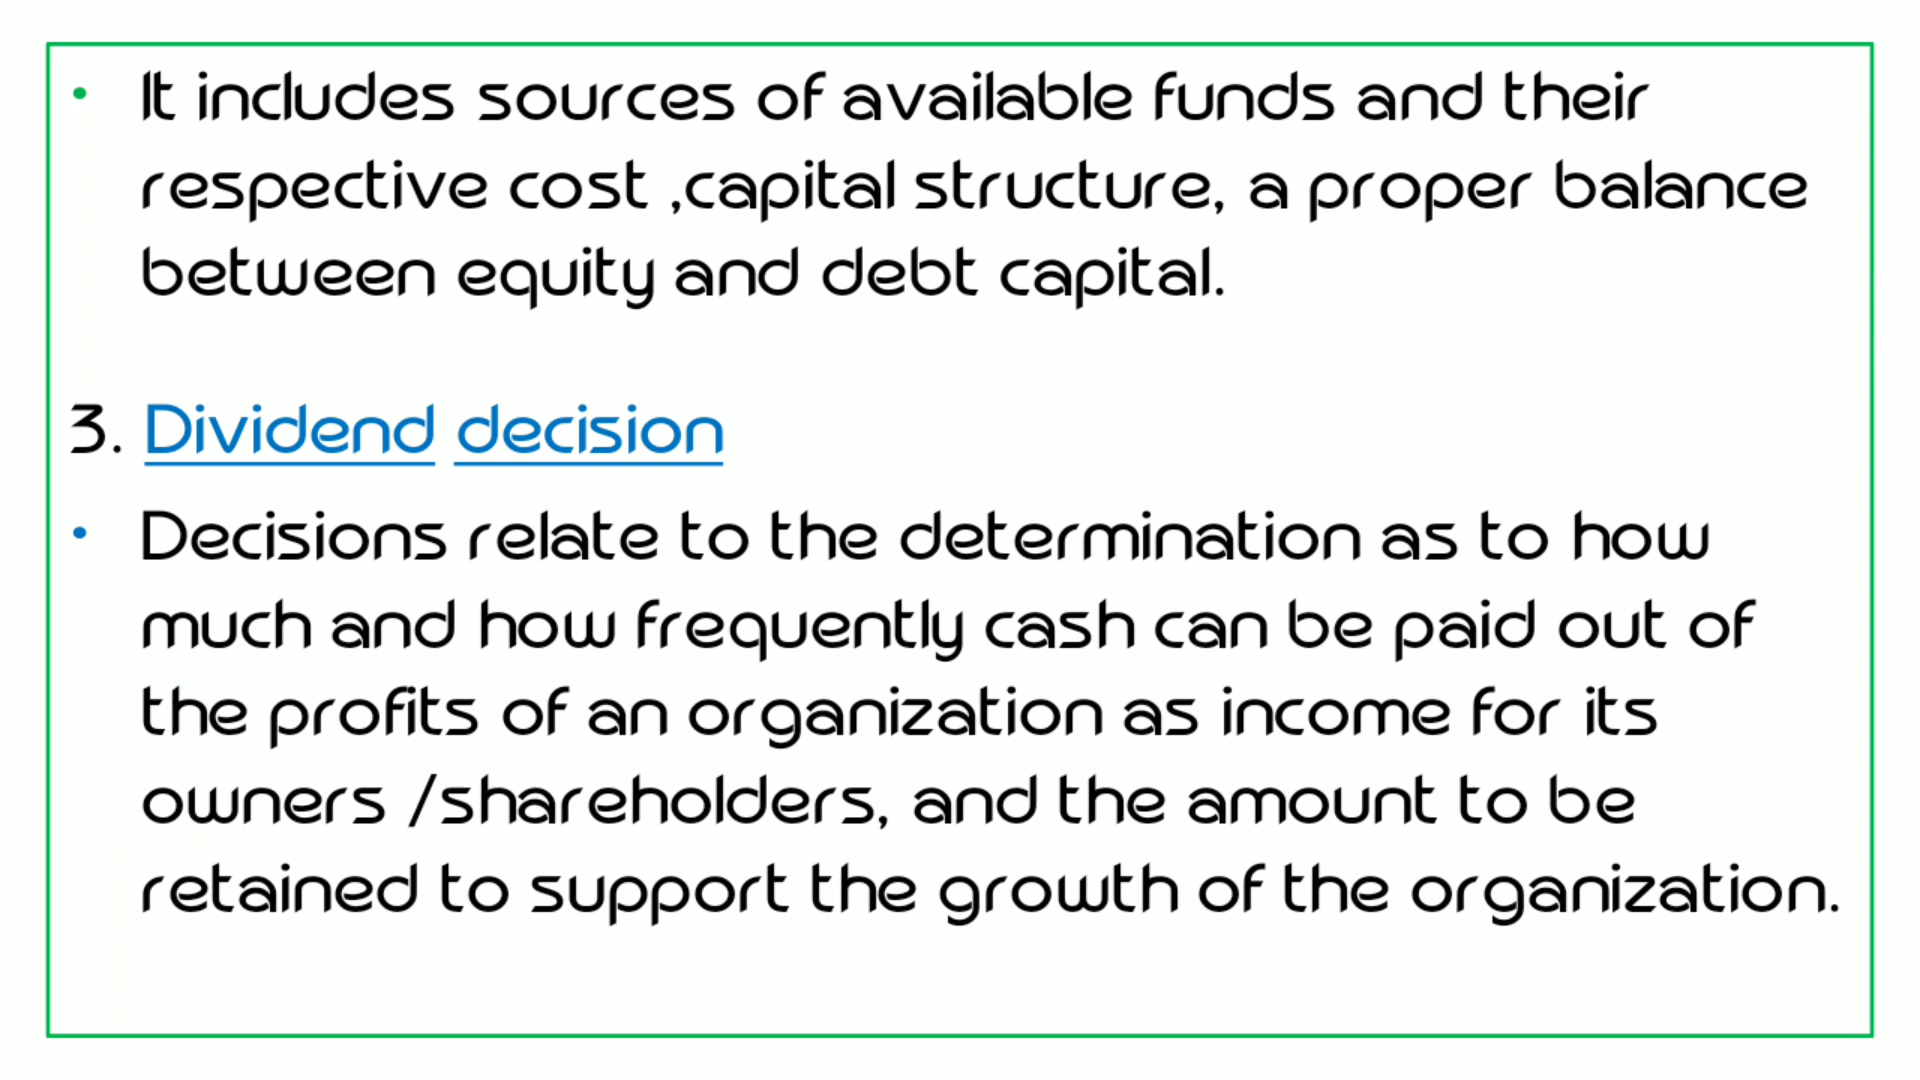 • It includes sources of available funds and their
respective cost ,capital structure, a proper balance
between equity and debt capital.
3. Dividend decision
• Decisions relate to the determination as to how
much and how frequently cash can be paid out of
the profits of an organization as income for its
owners /shareholders, and the amount to be
retained to support the growth of the organization.